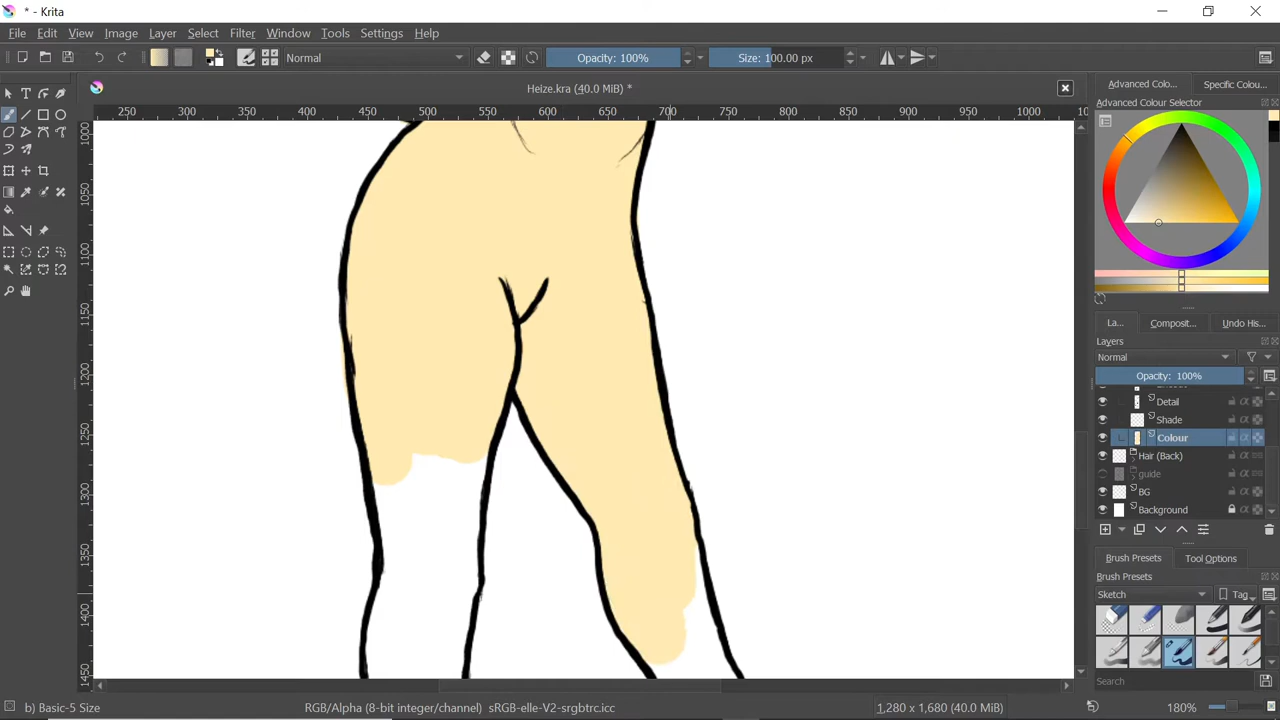 * - Krita
File Edit View Image Layer Select Filter Window Tools Settings Help
Normal Opacity: 100% Size: 100.00 px
Heize.kra (40.0 MiB) *
250 300 350 400 450 500 550 600 650 700 750 800 850 900 950 1000
1000
1050
1100
1150
1200
1250
1300
1350
1400
1450
Advanced Colo... Specific Colou...
Advanced Colour Selector
La... Composit... Undo His...
Layers
Normal
Opacity: 100%
Detail
Shade
Colour
Hair (Back)
guide
BG
Background
Brush Presets Tool Options
Brush Presets
Sketch Tag
Search
b) Basic-5 Size RGB/Alpha (8-bit integer/channel) sRGB-elle-V2-srgbtrc.icc 1,280 x 1,680 (40.0 MiB) 180%